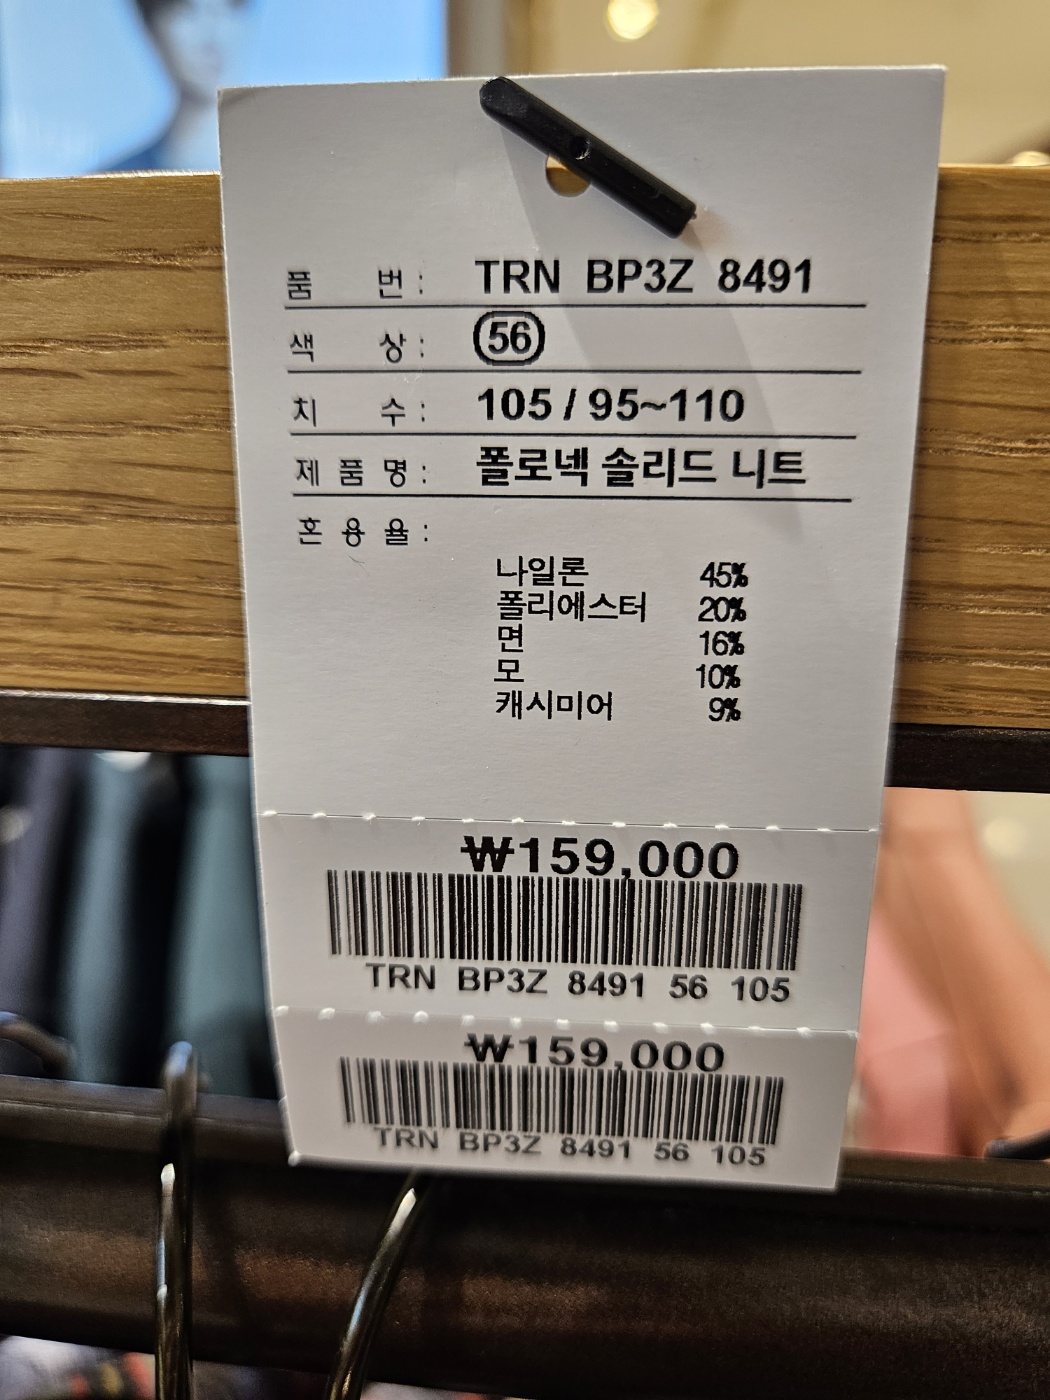 품 번 : TRN BP3Z 8491
색 상 : 56
치 수 : 105 / 95~110
제 품 명 : 폴로넥 솔리드 니트
혼 용 율 :
나일론 45%
폴리에스터 20%
면 16%
모 10%
캐시미어 9%
₩159,000
TRN BP3Z 8491 56 105
₩159,000
TRN BP3Z 8491 56 105